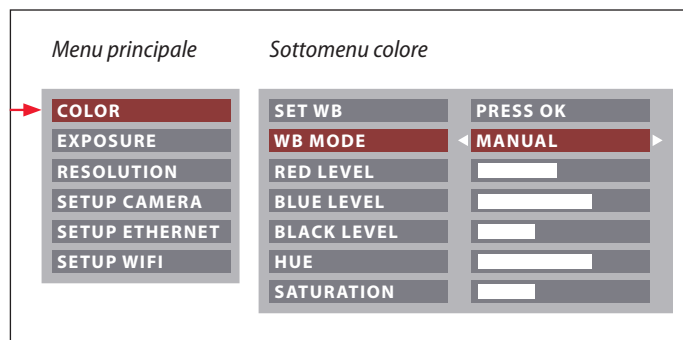 Menu principale
Sottomenu colore
COLOR
EXPOSURE
RESOLUTION
SETUP CAMERA
SETUP ETHERNET
SETUP WIFI
SET WB PRESS OK
WB MODE MANUAL
RED LEVEL
BLUE LEVEL
BLACK LEVEL
HUE
SATURATION